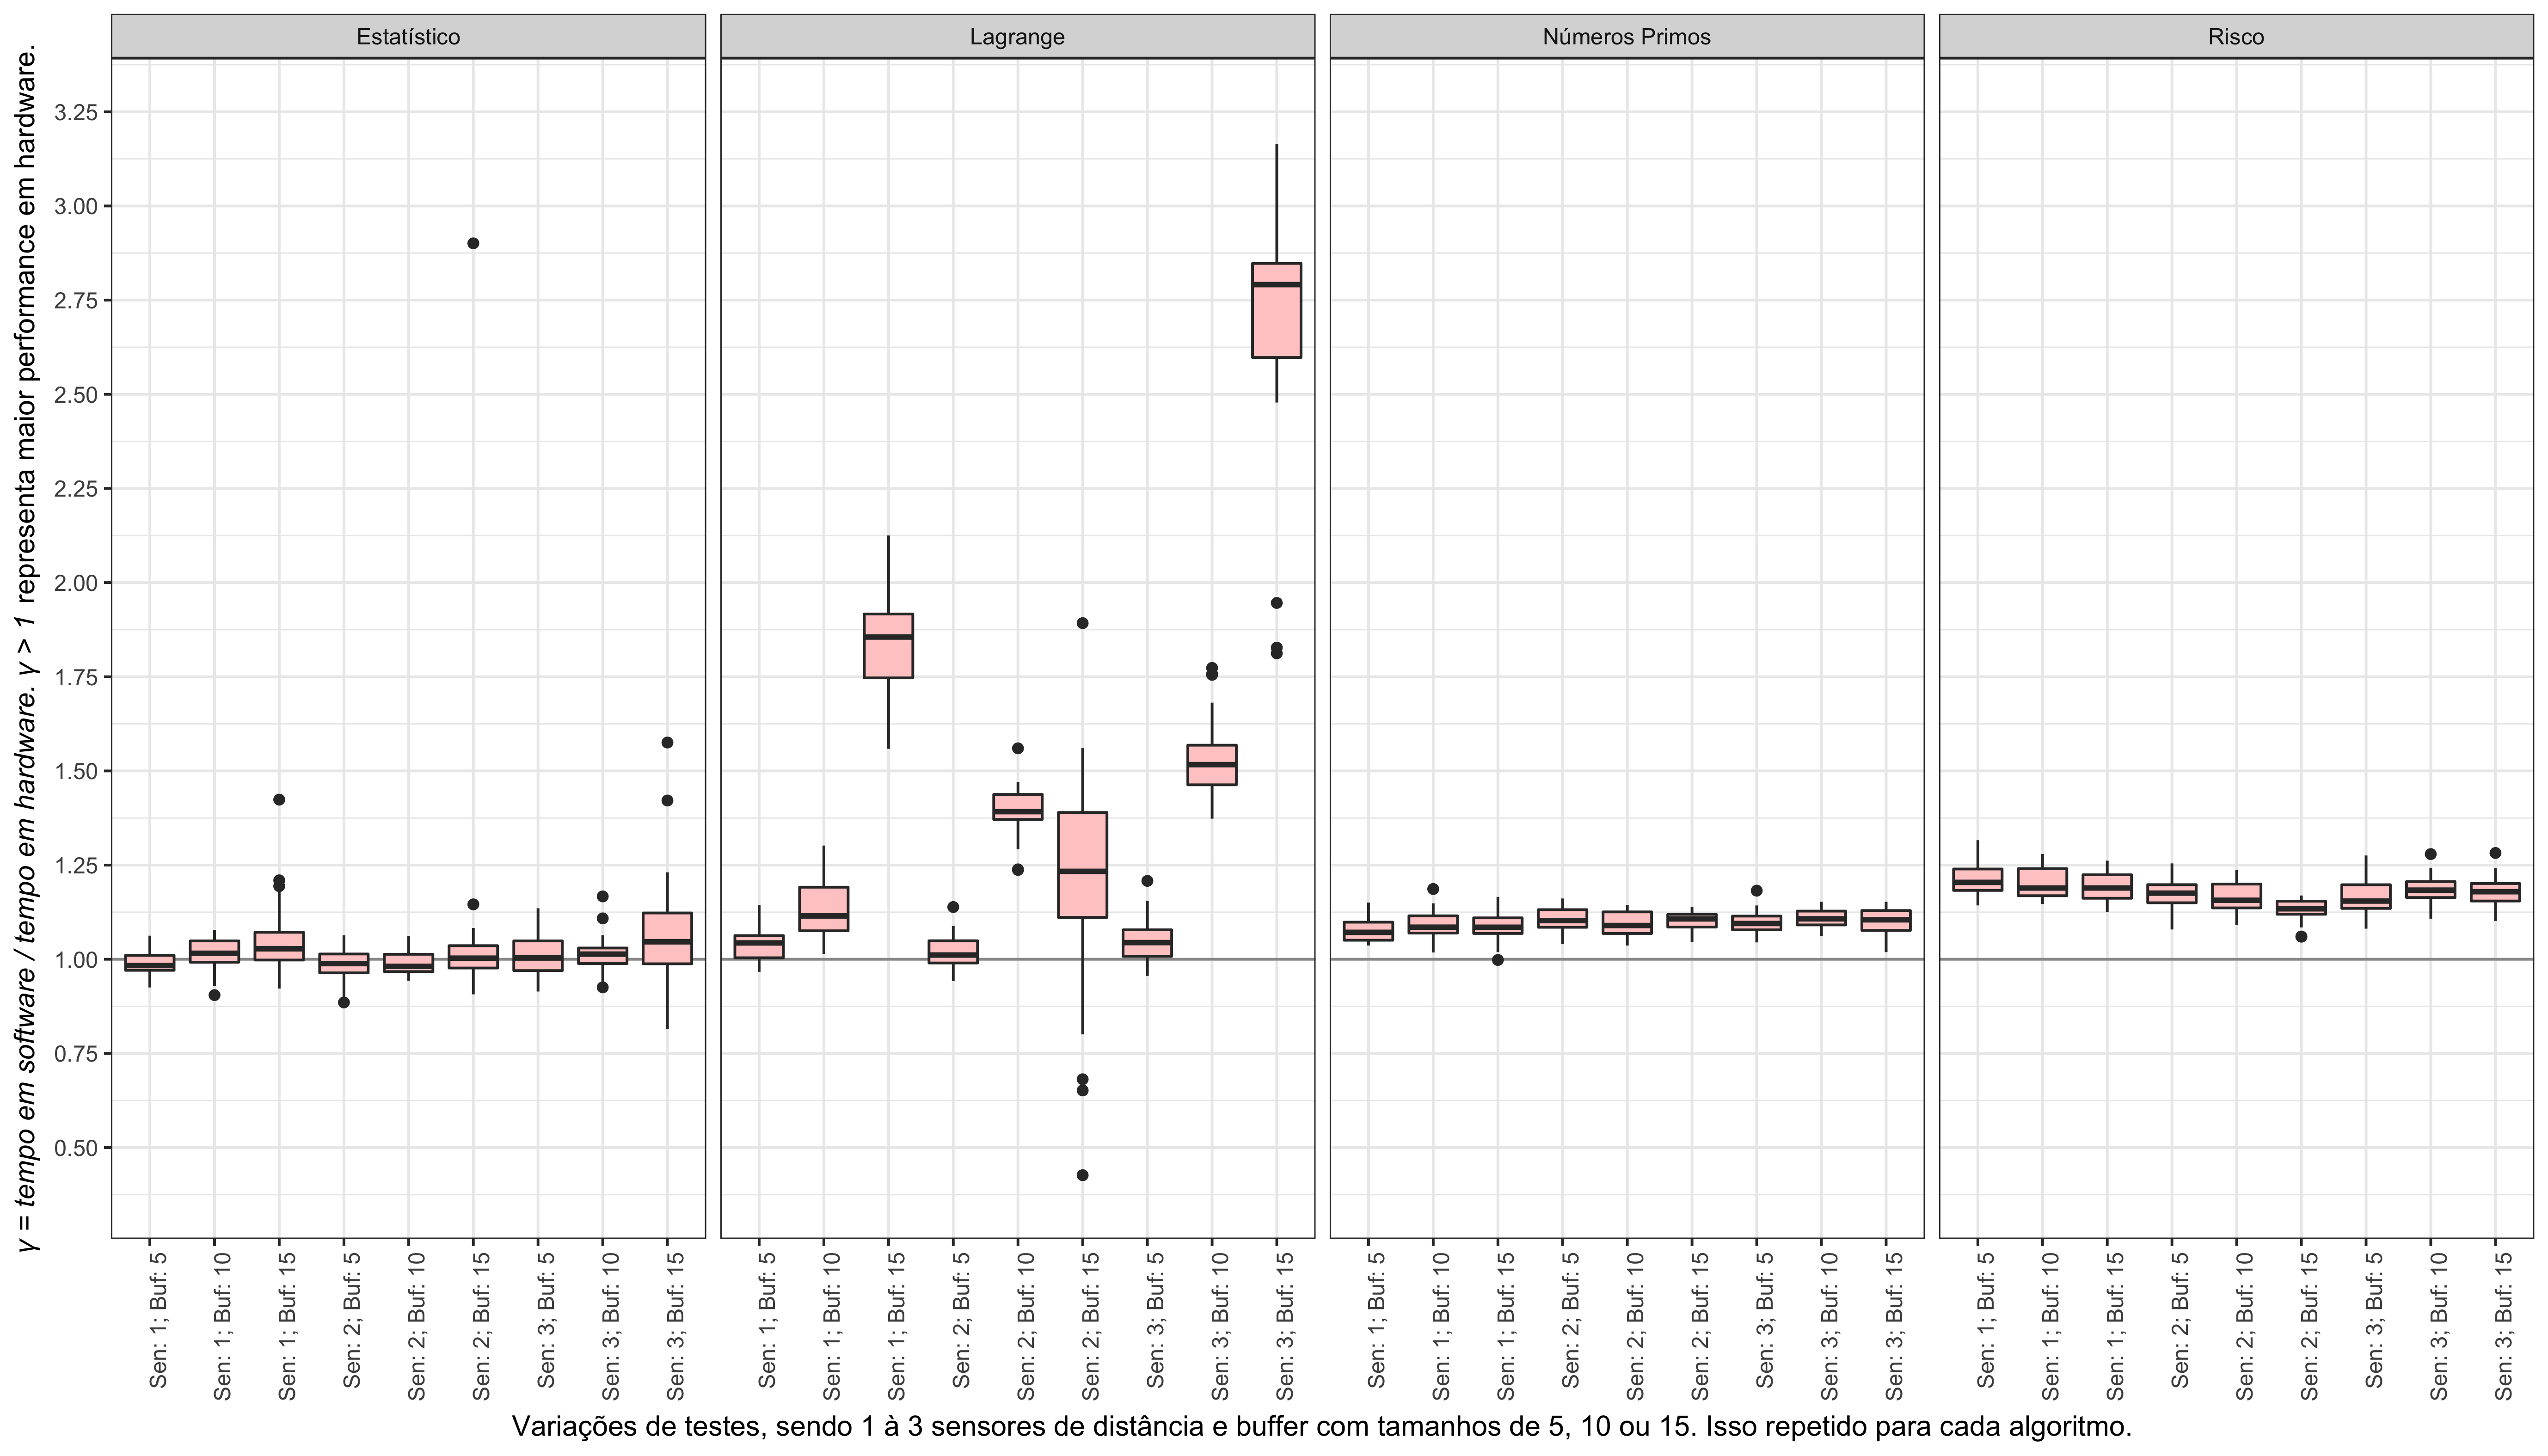 Estatístico
Lagrange
Números Primos
Risco
γ = tempo em software / tempo em hardware. γ > 1 representa maior performance em hardware.
3.25
3.00
2.75
2.50
2.25
2.00
1.75
1.50
1.25
1.00
0.75
0.50
Sen: 1; Buf: 5
Sen: 1; Buf: 10
Sen: 1; Buf: 15
Sen: 2; Buf: 5
Sen: 2; Buf: 10
Sen: 2; Buf: 15
Sen: 3; Buf: 5
Sen: 3; Buf: 10
Sen: 3; Buf: 15
Sen: 1; Buf: 5
Sen: 1; Buf: 10
Sen: 1; Buf: 15
Sen: 2; Buf: 5
Sen: 2; Buf: 10
Sen: 2; Buf: 15
Sen: 3; Buf: 5
Sen: 3; Buf: 10
Sen: 3; Buf: 15
Sen: 1; Buf: 5
Sen: 1; Buf: 10
Sen: 1; Buf: 15
Sen: 2; Buf: 5
Sen: 2; Buf: 10
Sen: 2; Buf: 15
Sen: 3; Buf: 5
Sen: 3; Buf: 10
Sen: 3; Buf: 15
Sen: 1; Buf: 5
Sen: 1; Buf: 10
Sen: 1; Buf: 15
Sen: 2; Buf: 5
Sen: 2; Buf: 10
Sen: 2; Buf: 15
Sen: 3; Buf: 5
Sen: 3; Buf: 10
Sen: 3; Buf: 15
Variações de testes, sendo 1 à 3 sensores de distância e buffer com tamanhos de 5, 10 ou 15. Isso repetido para cada algoritmo.